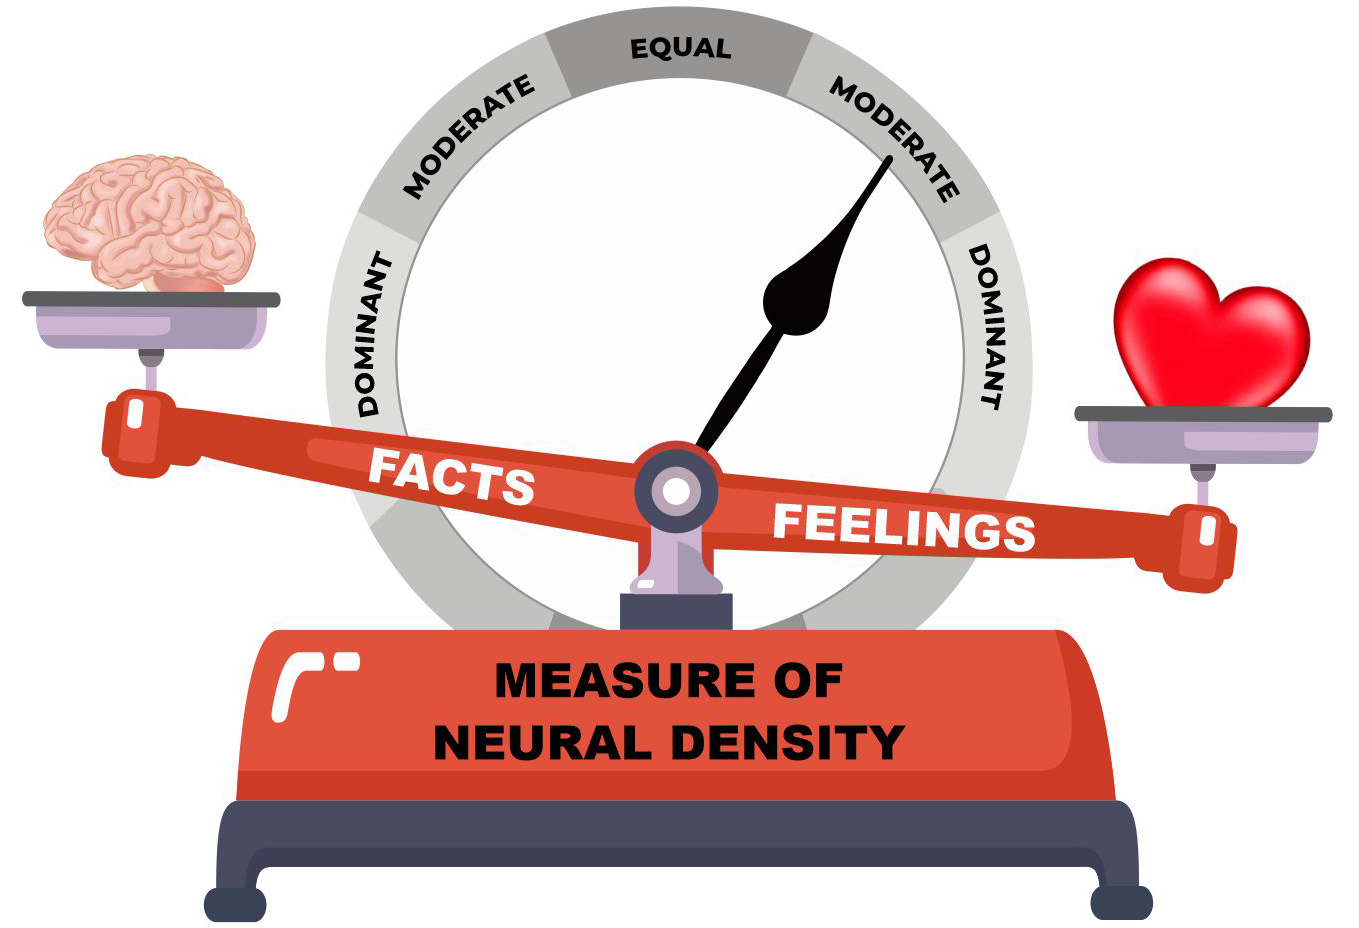 EQUAL
MODERATE
MODERATE
DOMINANT
DOMINANT
FACTS
FEELINGS
MEASURE OF
NEURAL DENSITY